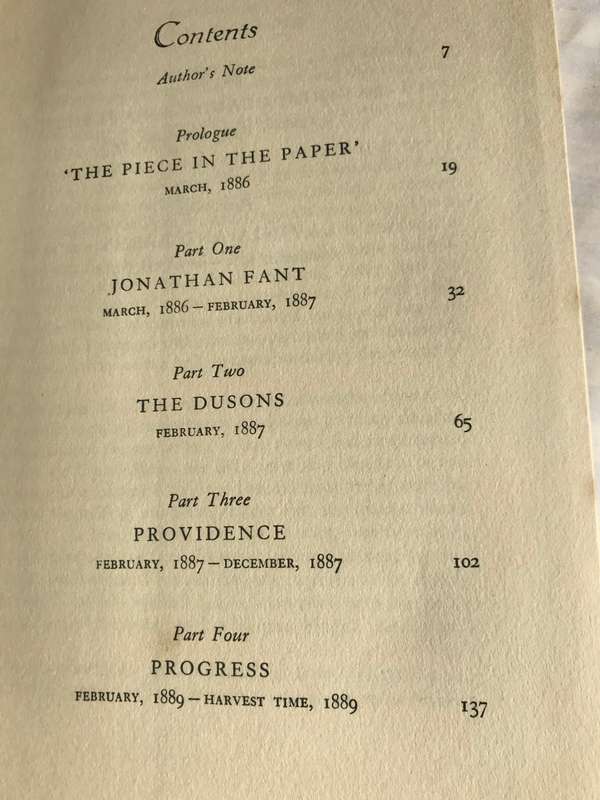 Contents
Author's Note 7
Prologue
'THE PIECE IN THE PAPER'
MARCH, 1886 19
Part One
JONATHAN FANT
MARCH, 1886 – FEBRUARY, 1887 32
Part Two
THE DUSONS
FEBRUARY, 1887 65
Part Three
PROVIDENCE
FEBRUARY, 1887 – DECEMBER, 1887 102
Part Four
PROGRESS
FEBRUARY, 1889 – HARVEST TIME, 1889 137